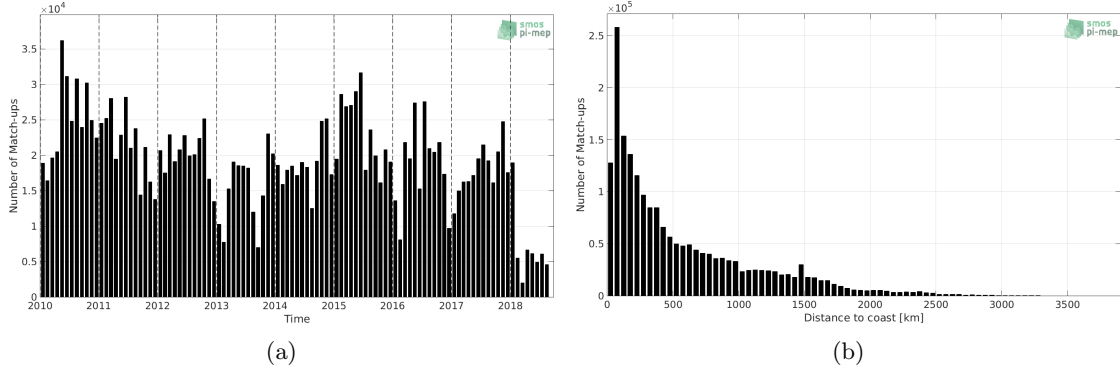 ×10⁴
smos
pi-mep
3.5
3
2.5
2
1.5
1
0.5
0
Number of Match-ups
2010 2011 2012 2013 2014 2015 2016 2017 2018
Time
(a)
×10⁵
smos
pi-mep
2.5
2
1.5
1
0.5
0
Number of Match-ups
0 500 1000 1500 2000 2500 3000 3500
Distance to coast [km]
(b)